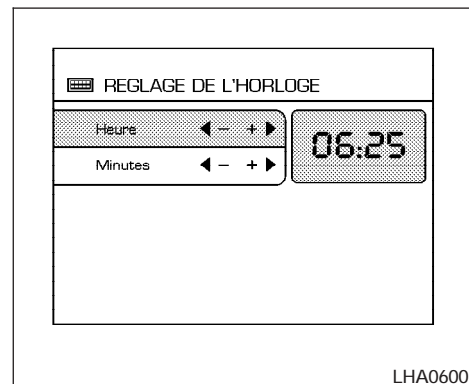 REGLAGE DE L'HORLOGE
Heure ◀ - + ▶
06:25
Minutes ◀ - + ▶
LHA0600